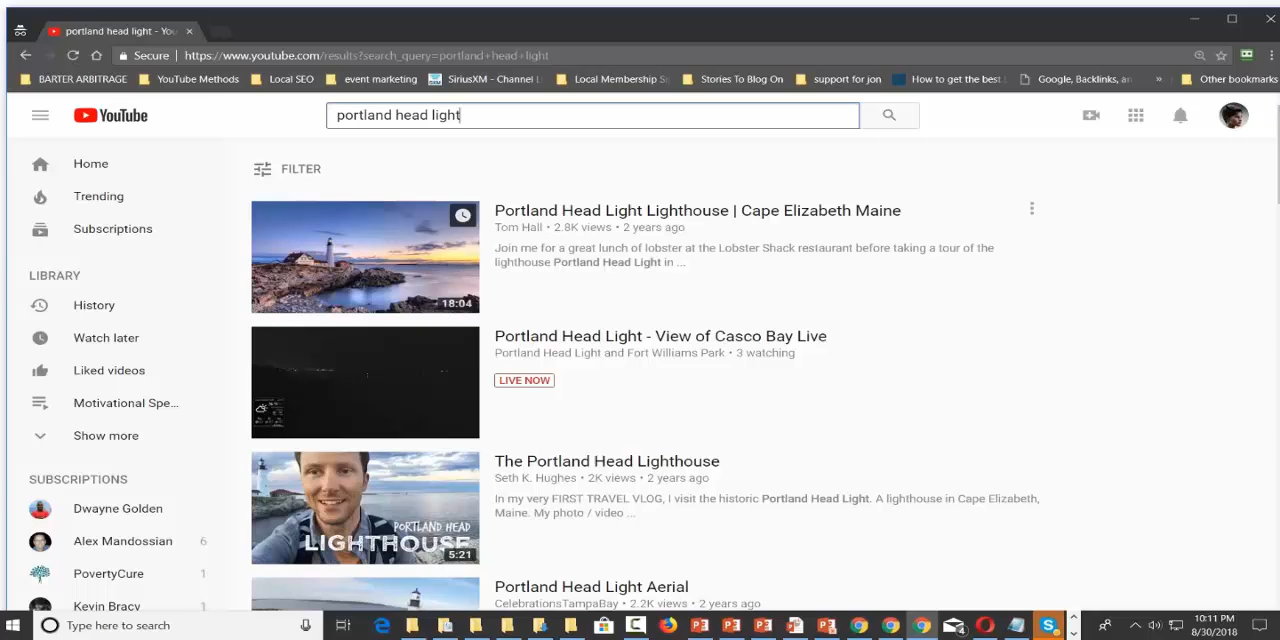 portland head light - You
Secure
https://www.youtube.com/results?search_query=portland+head+light
BARTER ARBITRAGE
YouTube Methods
Local SEO
event marketing
SiriusXM - Channel
Local Membership
Stories To Blog On
support for jon
How to get the best
Google, Backlinks, an
»
Other bookmarks
YouTube
portland head light
Home
Trending
Subscriptions
LIBRARY
History
Watch later
Liked videos
Motivational Spe...
Show more
SUBSCRIPTIONS
Dwayne Golden
Alex Mandossian 6
PovertyCure 1
Kevin Bracy 1
FILTER
18:04
Portland Head Light Lighthouse | Cape Elizabeth Maine
Tom Hall • 2.8K views • 2 years ago
Join me for a great lunch of lobster at the Lobster Shack restaurant before taking a tour of the
lighthouse Portland Head Light in ...
Portland Head Light - View of Casco Bay Live
Portland Head Light and Fort Williams Park • 3 watching
LIVE NOW
PORTLAND HEAD
LIGHTHOUSE
5:21
The Portland Head Lighthouse
Seth K. Hughes • 2K views • 2 years ago
In my very FIRST TRAVEL VLOG, I visit the historic Portland Head Light. A lighthouse in Cape Elizabeth,
Maine. My photo / video ...
Portland Head Light Aerial
CelebrationsTampaBay • 2.2K views • 2 years ago
Type here to search
4
10:11 PM
8/30/2018